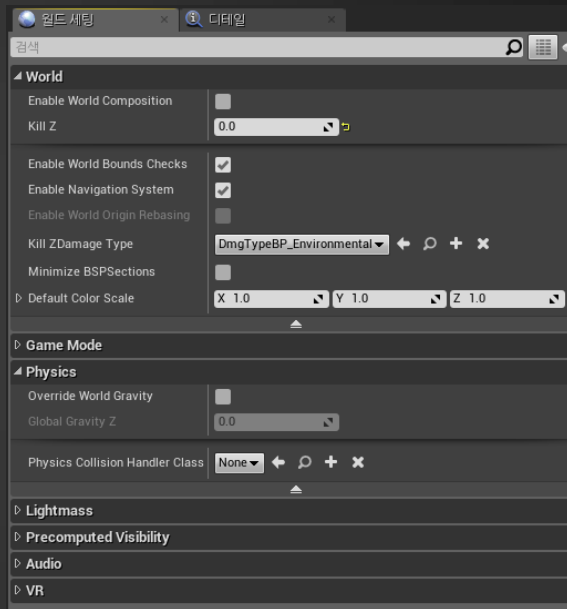 월드 세팅 디테일
검색
World
Enable World Composition
Kill Z 0.0
Enable World Bounds Checks
Enable Navigation System
Enable World Origin Rebasing
Kill ZDamage Type DmgTypeBP_Environmental
Minimize BSPSections
Default Color Scale X 1.0 Y 1.0 Z 1.0
Game Mode
Physics
Override World Gravity
Global Gravity Z 0.0
Physics Collision Handler Class None
Lightmass
Precomputed Visibility
Audio
VR